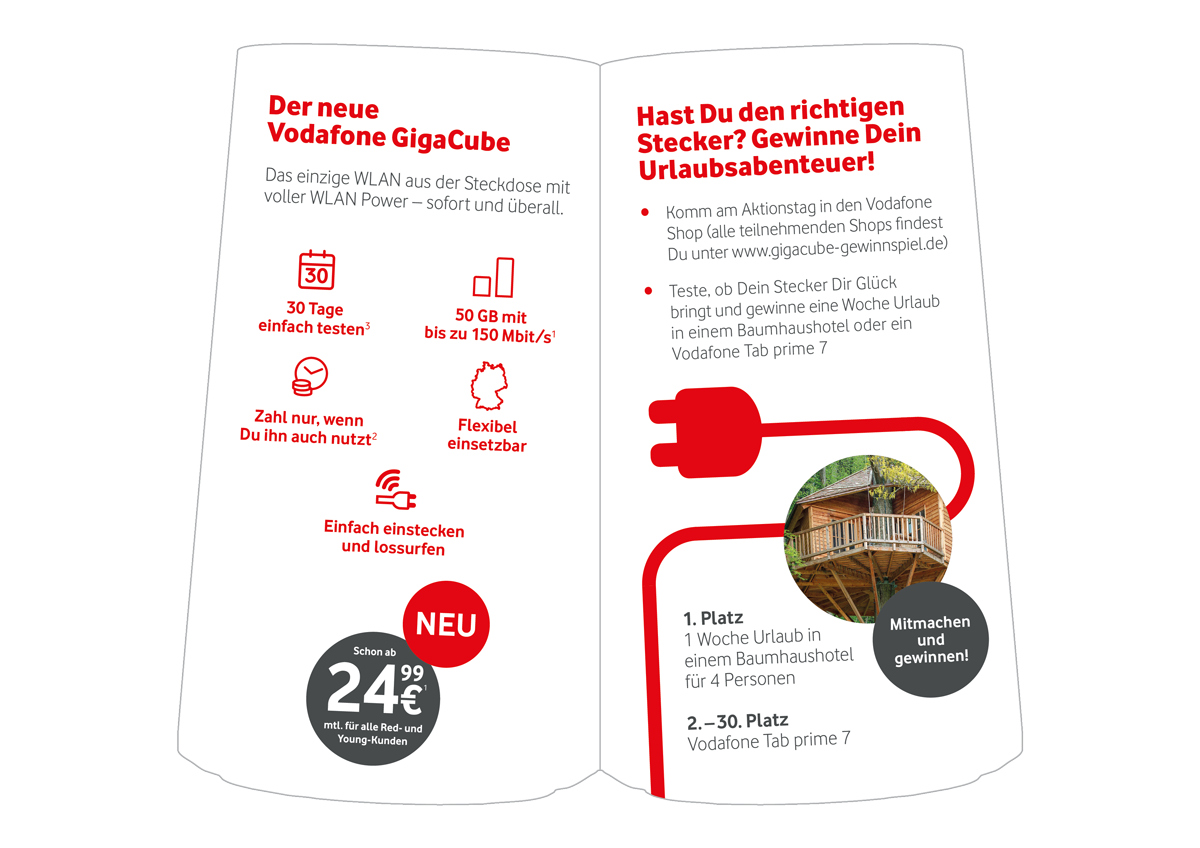 Der neue
Vodafone GigaCube
Das einzige WLAN aus der Steckdose mit
voller WLAN Power – sofort und überall.
30
30 Tage
einfach testen³
50 GB mit
bis zu 150 Mbit/s¹
Zahl nur, wenn
Du ihn auch nutzt²
Flexibel
einsetzbar
Einfach einstecken
und lossurfen
NEU
Schon ab
2499 €¹
mtl. für alle Red- und
Young-Kunden
Hast Du den richtigen
Stecker? Gewinne Dein
Urlaubsabenteuer!
• Komm am Aktionstag in den Vodafone
Shop (alle teilnehmenden Shops findest
Du unter www.gigacube-gewinnspiel.de)
• Teste, ob Dein Stecker Dir Glück
bringt und gewinne eine Woche Urlaub
in einem Baumhaushotel oder ein
Vodafone Tab prime 7
Mitmachen
und
gewinnen!
1. Platz
1 Woche Urlaub in
einem Baumhaushotel
für 4 Personen
2. – 30. Platz
Vodafone Tab prime 7